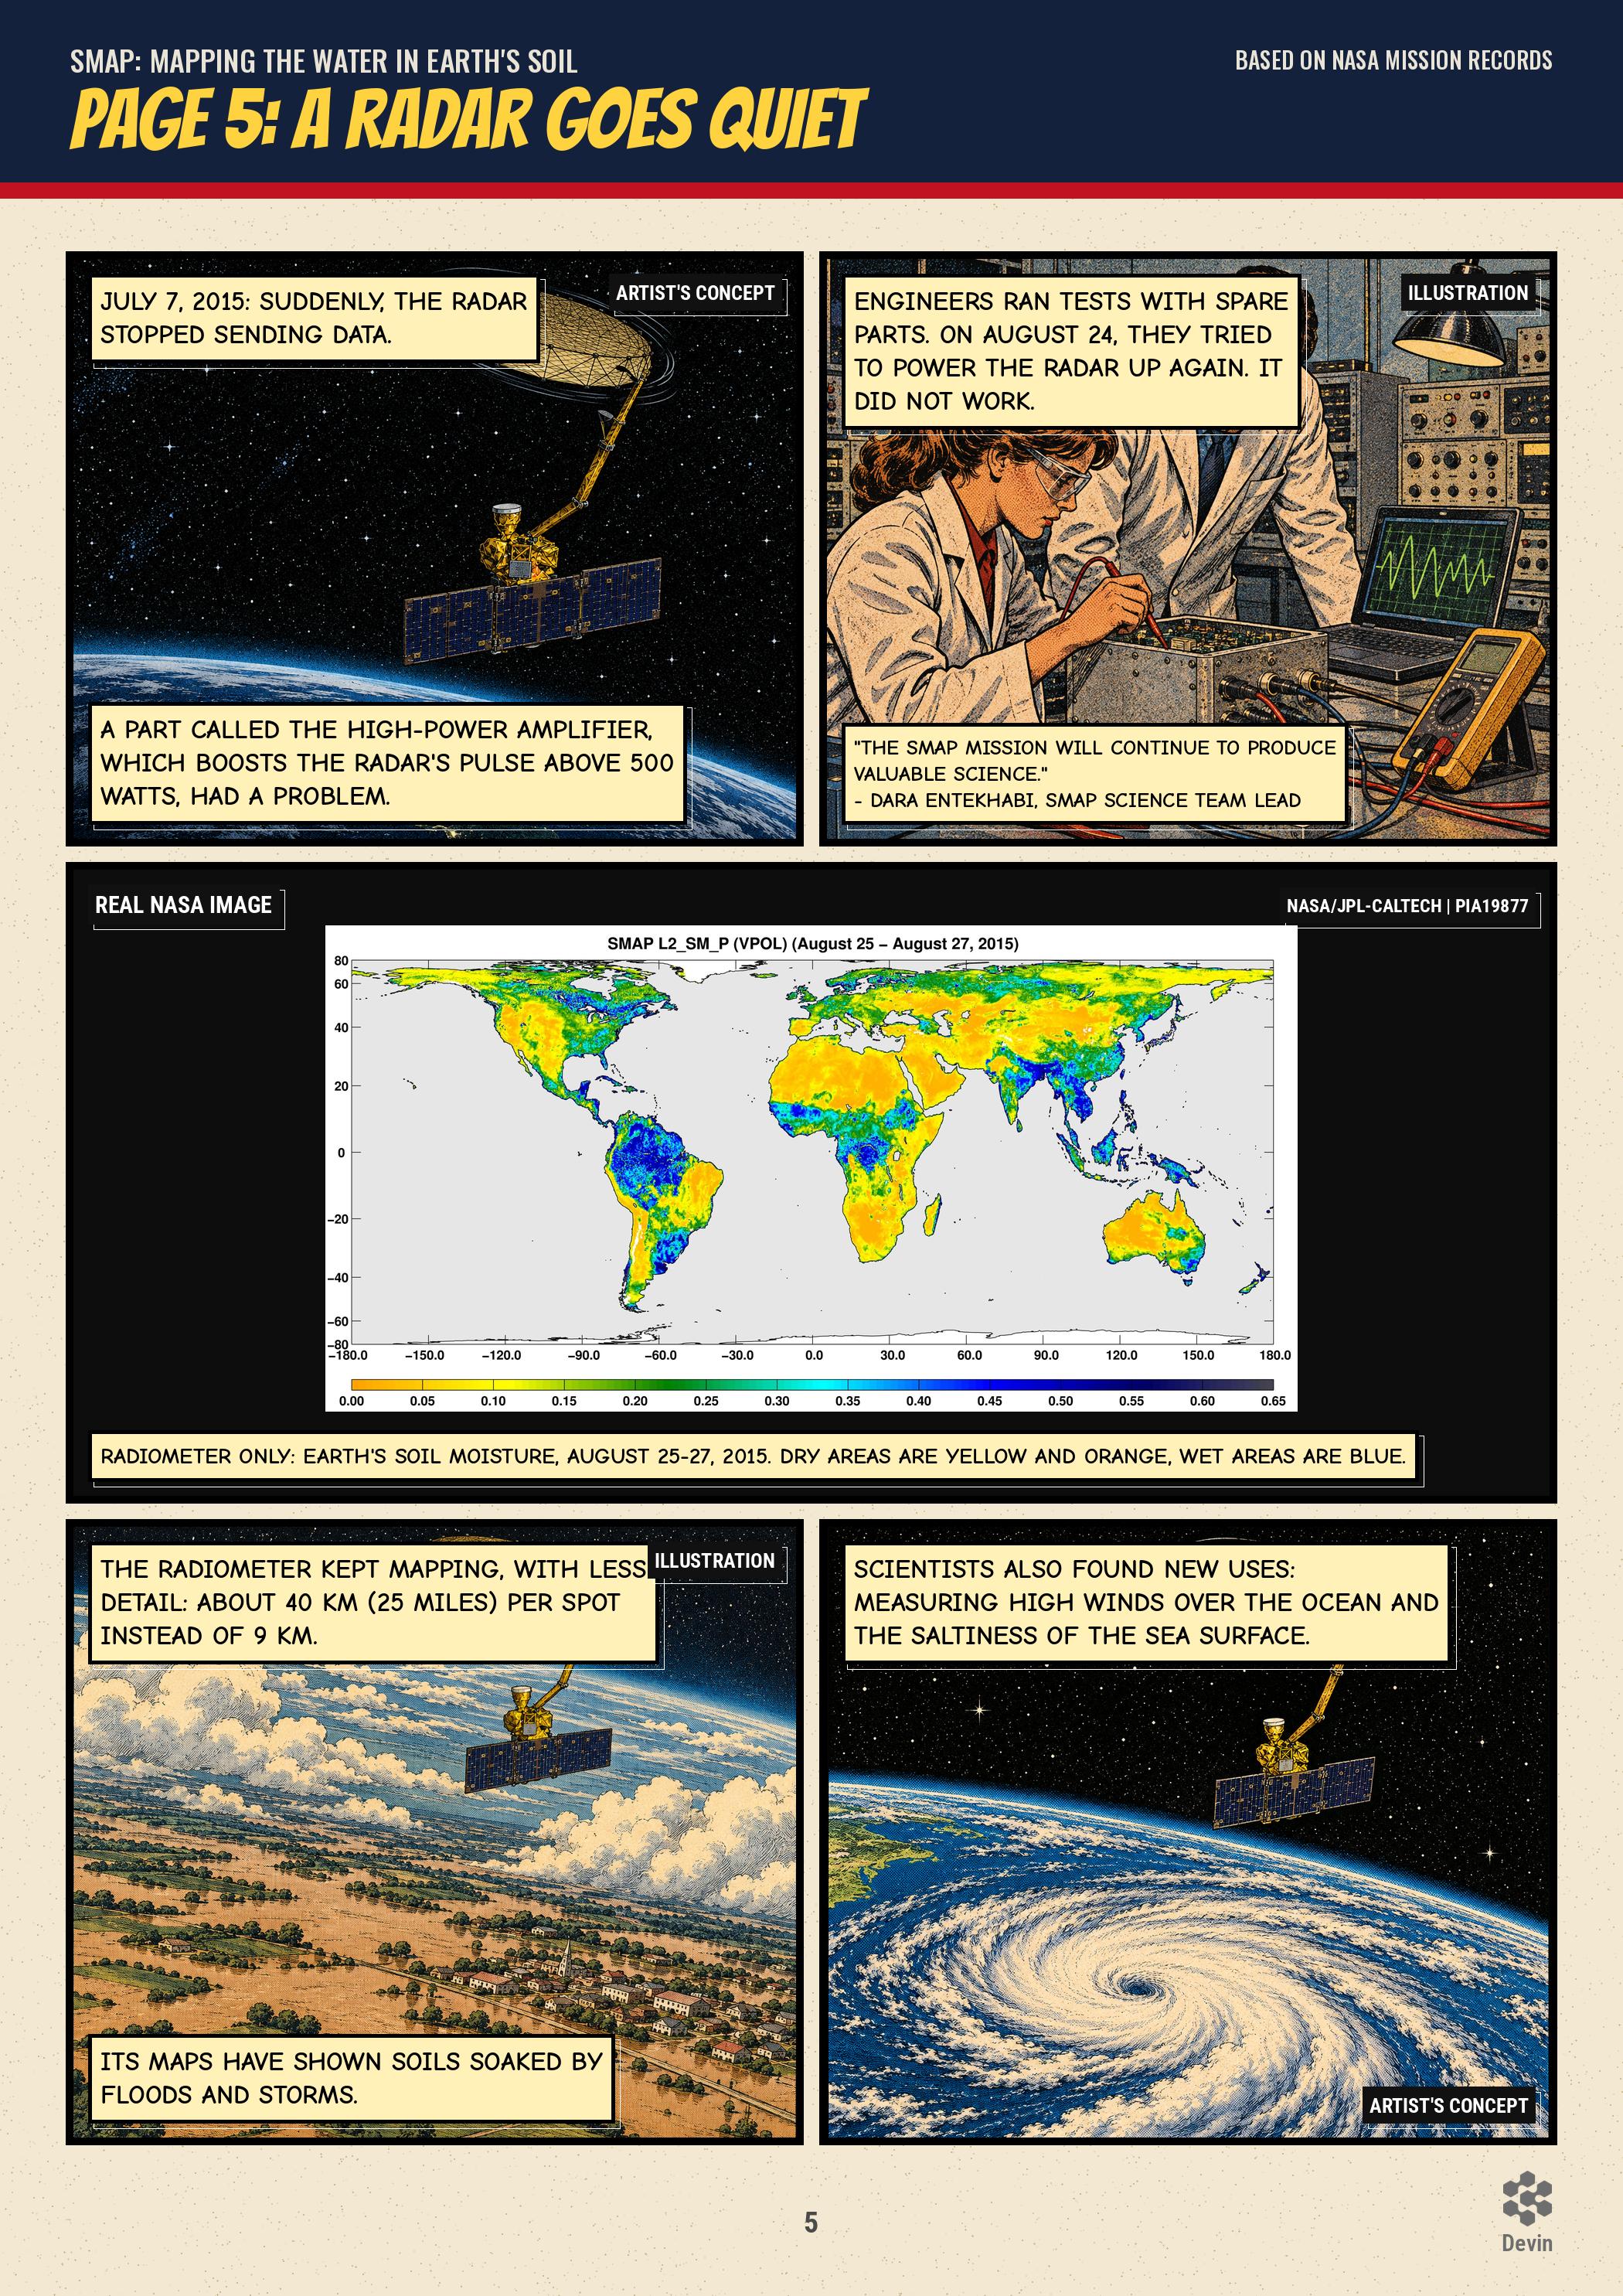 SMAP: MAPPING THE WATER IN EARTH'S SOIL
BASED ON NASA MISSION RECORDS
PAGE 5: A RADAR GOES QUIET
JULY 7, 2015: SUDDENLY, THE RADAR
STOPPED SENDING DATA.
ARTIST'S CONCEPT
A PART CALLED THE HIGH-POWER AMPLIFIER,
WHICH BOOSTS THE RADAR'S PULSE ABOVE 500
WATTS, HAD A PROBLEM.
ENGINEERS RAN TESTS WITH SPARE
PARTS. ON AUGUST 24, THEY TRIED
TO POWER THE RADAR UP AGAIN. IT
DID NOT WORK.
ILLUSTRATION
"THE SMAP MISSION WILL CONTINUE TO PRODUCE
VALUABLE SCIENCE."
- DARA ENTEKHABI, SMAP SCIENCE TEAM LEAD
REAL NASA IMAGE
NASA/JPL-CALTECH | PIA19877
SMAP L2_SM_P (VPOL) (August 25 – August 27, 2015)
80
60
40
20
0
−20
−40
−60
−80
−180.0 −150.0 −120.0 −90.0 −60.0 −30.0 0.0 30.0 60.0 90.0 120.0 150.0 180.0
0.00 0.05 0.10 0.15 0.20 0.25 0.30 0.35 0.40 0.45 0.50 0.55 0.60 0.65
RADIOMETER ONLY: EARTH'S SOIL MOISTURE, AUGUST 25-27, 2015. DRY AREAS ARE YELLOW AND ORANGE, WET AREAS ARE BLUE.
THE RADIOMETER KEPT MAPPING, WITH LESS
DETAIL: ABOUT 40 KM (25 MILES) PER SPOT
INSTEAD OF 9 KM.
ILLUSTRATION
ITS MAPS HAVE SHOWN SOILS SOAKED BY
FLOODS AND STORMS.
SCIENTISTS ALSO FOUND NEW USES:
MEASURING HIGH WINDS OVER THE OCEAN AND
THE SALTINESS OF THE SEA SURFACE.
ARTIST'S CONCEPT
5
Devin